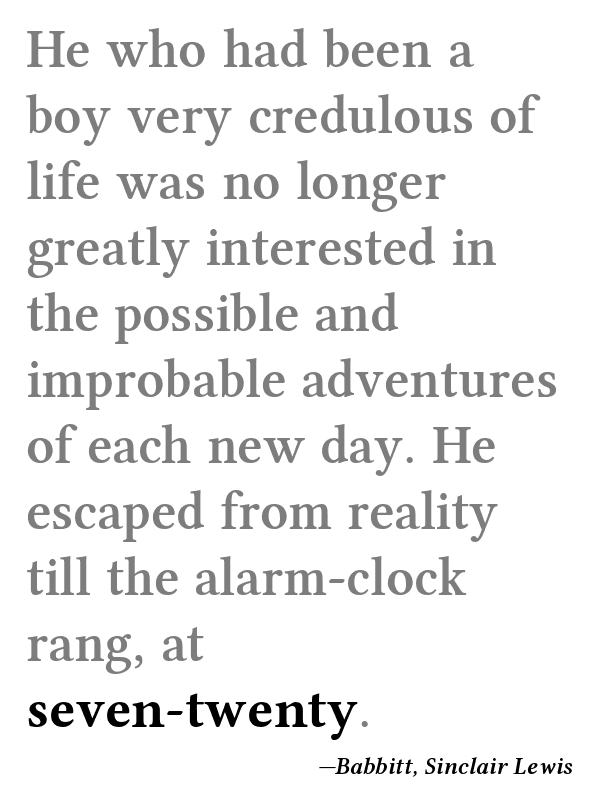 He who had been a
boy very credulous of
life was no longer
greatly interested in
the possible and
improbable adventures
of each new day. He
escaped from reality
till the alarm-clock
rang, at
seven-twenty.
—Babbitt, Sinclair Lewis